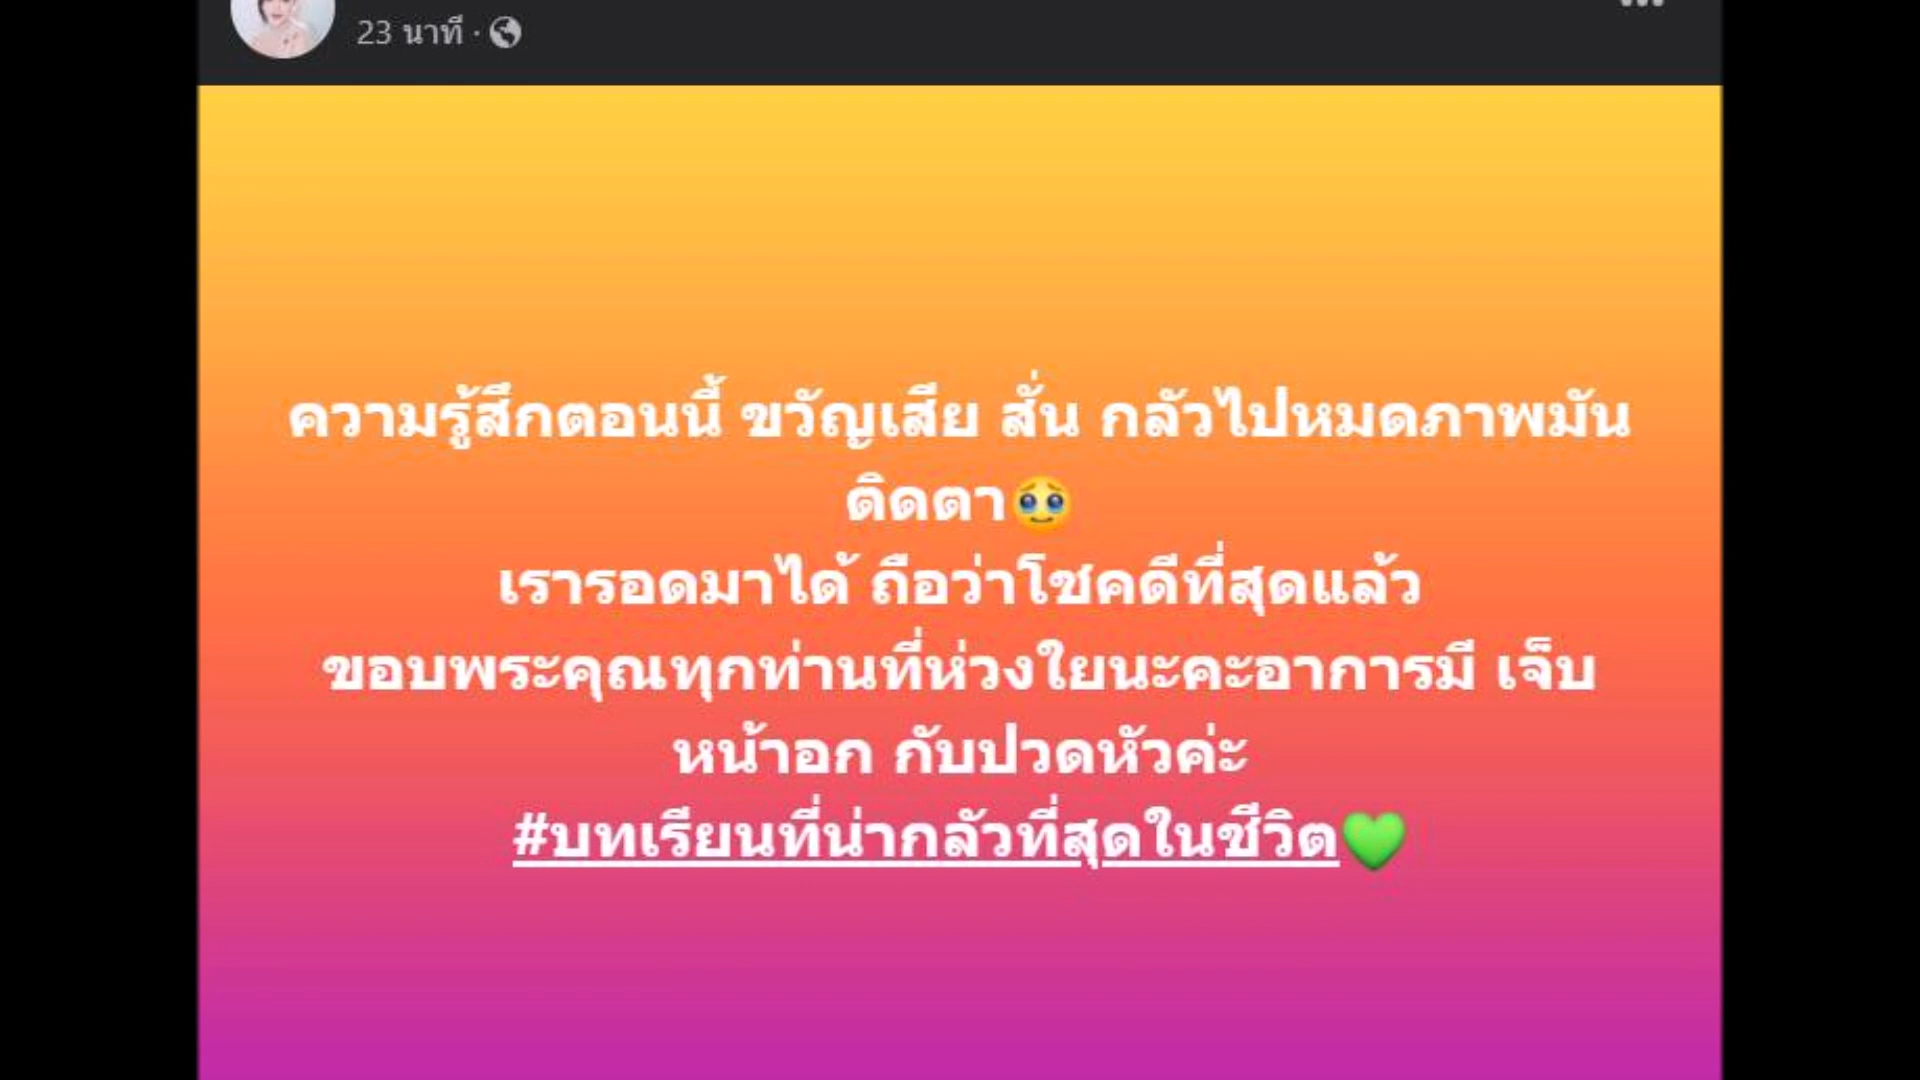 23 นาที ·
ความรู้สึกตอนนี้ ขวัญเสีย สั่น กลัวไปหมดภาพมัน
ติดตา🥹
เรารอดมาได้ ถือว่าโชคดีที่สุดแล้ว
ขอบพระคุณทุกท่านที่ห่วงใยนะคะอาการมี เจ็บ
หน้าอก กับปวดหัวค่ะ
#บทเรียนที่น่ากลัวที่สุดในชีวิต💚